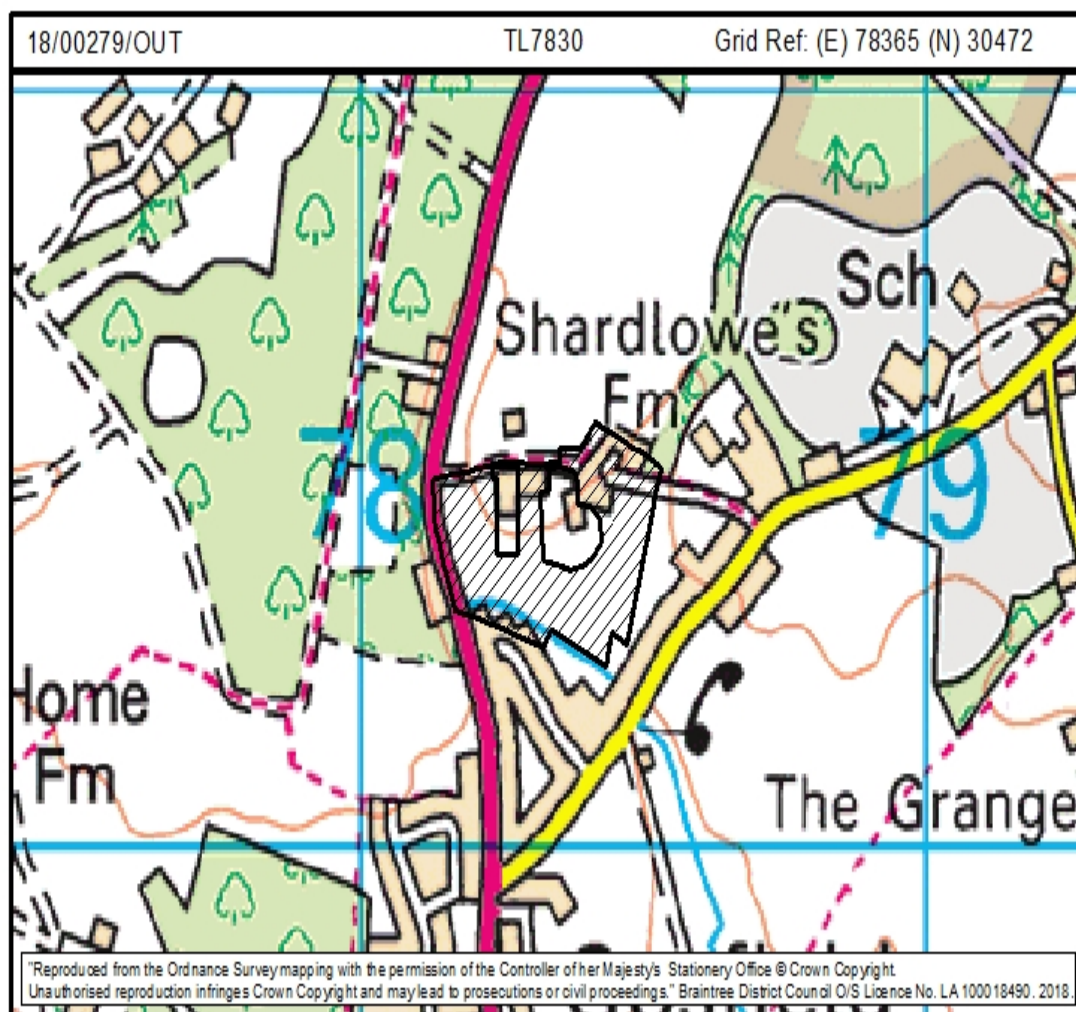 18/00279/OUT TL7830 Grid Ref: (E) 78365 (N) 30472
Sch
Shardlowe's
Fm
78 79
Home
Fm
The Grange
"Reproduced from the Ordnance Survey mapping with the permission of the Controller of her Majesty's Stationery Office © Crown Copyright.
Unauthorised reproduction infringes Crown Copyright and may lead to prosecutions or civil proceedings." Braintree District Council O/S Licence No. LA 100018490. 2018.